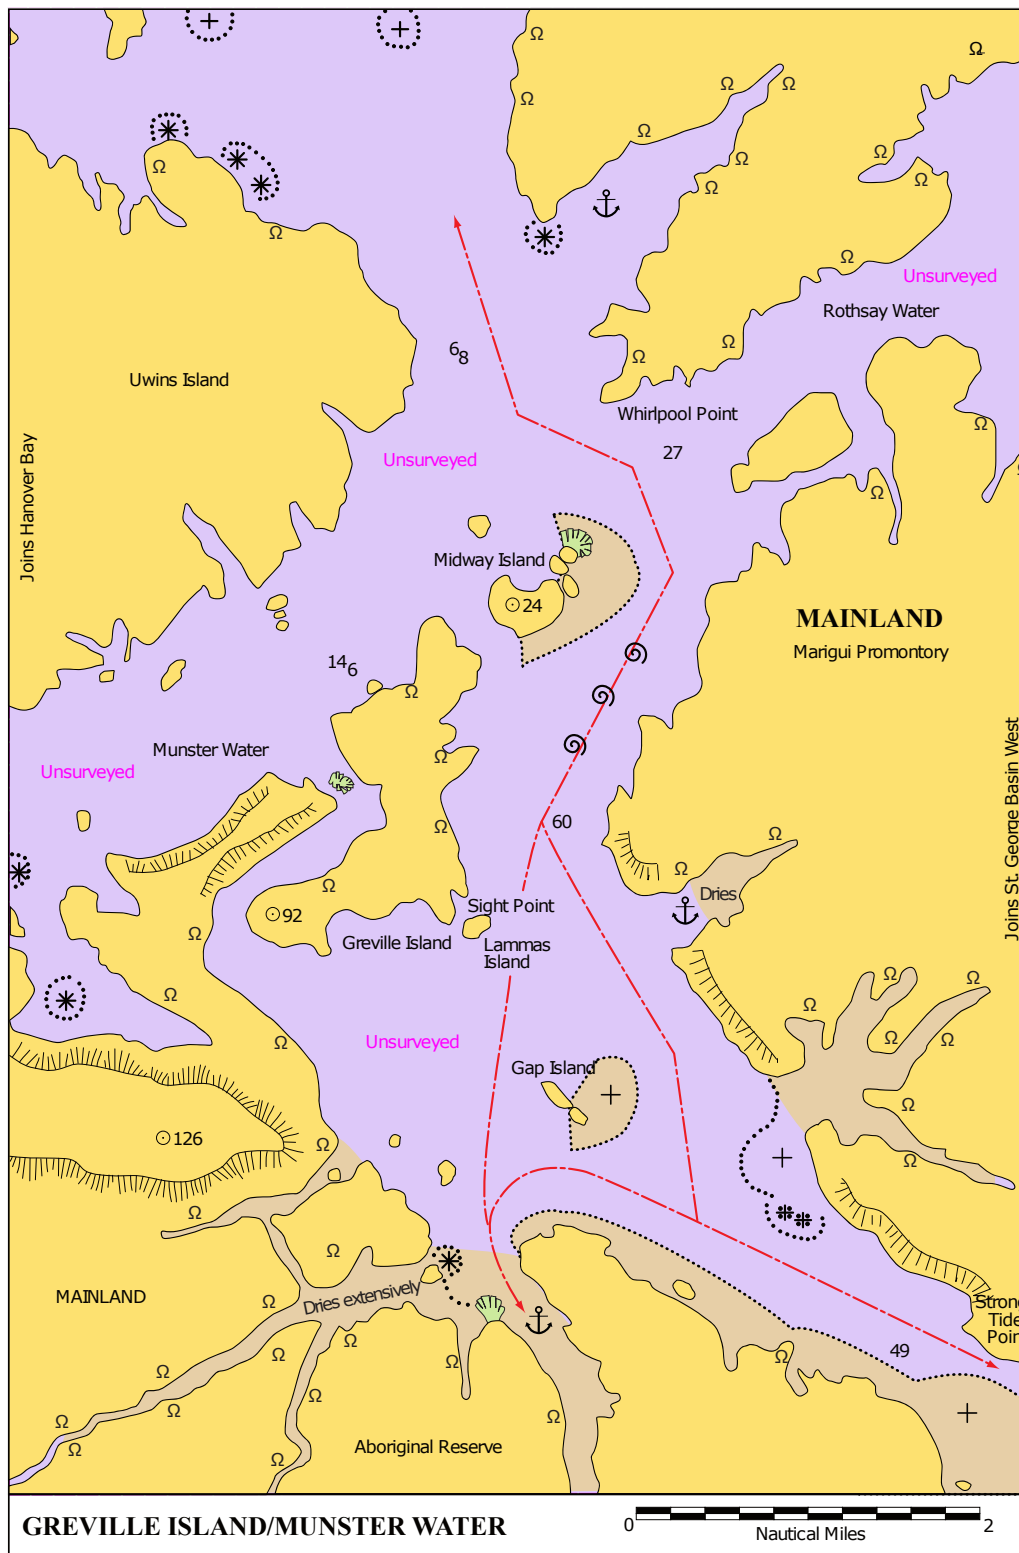 Unsurveyed
Rothsay Water
6 8
Uwins Island
Whirlpool Point
27
Unsurveyed
Joins Hanover Bay
Midway Island
24
MAINLAND
Marigui Promontory
14 6
Munster Water
Unsurveyed
Joins St. George Basin West
60
Dries
Sight Point
92
Greville Island
Lammas
Island
Unsurveyed
Gap Island
126
MAINLAND
Dries extensively
Strong
Tide
Point
49
Aboriginal Reserve
GREVILLE ISLAND/MUNSTER WATER
0
2
Nautical Miles